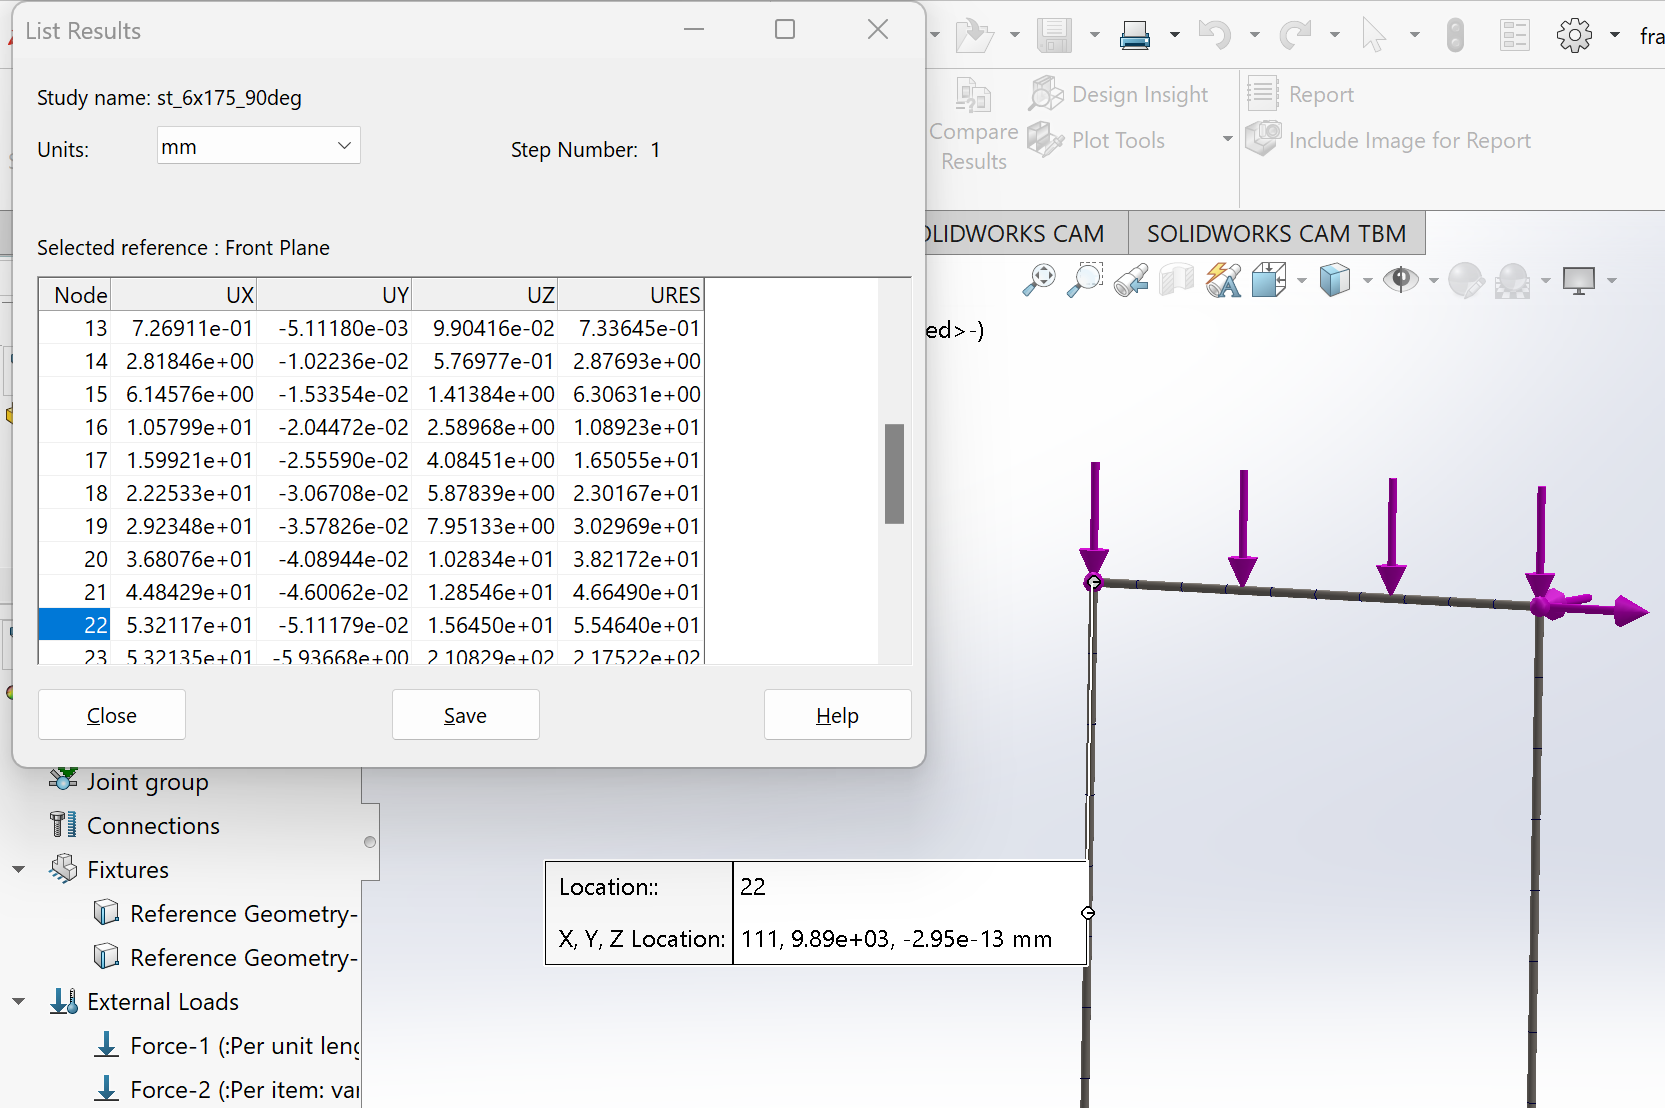 List Results
fra
Study name: st_6x175_90deg
Units: mm
Step Number: 1
Selected reference : Front Plane
Node UX UY UZ URES
13 7.26911e-01 -5.11180e-03 9.90416e-02 7.33645e-01
14 2.81846e+00 -1.02236e-02 5.76977e-01 2.87693e+00
15 6.14576e+00 -1.53354e-02 1.41384e+00 6.30631e+00
16 1.05799e+01 -2.04472e-02 2.58968e+00 1.08923e+01
17 1.59921e+01 -2.55590e-02 4.08451e+00 1.65055e+01
18 2.22533e+01 -3.06708e-02 5.87839e+00 2.30167e+01
19 2.92348e+01 -3.57826e-02 7.95133e+00 3.02969e+01
20 3.68076e+01 -4.08944e-02 1.02834e+01 3.82172e+01
21 4.48429e+01 -4.60062e-02 1.28546e+01 4.66490e+01
22 5.32117e+01 -5.11179e-02 1.56450e+01 5.54640e+01
23 5.32135e+01 -5.93668e+00 2.10829e+02 2.17522e+02
Close
Save
Help
Compare
Results
Design Insight
Plot Tools
Report
Include Image for Report
OLIDWORKS CAM
SOLIDWORKS CAM TBM
ed>-)
Joint group
Connections
Fixtures
Reference Geometry-
Reference Geometry-
External Loads
Force-1 (:Per unit leng
Force-2 (:Per item: var
Location:: 22
X, Y, Z Location: 111, 9.89e+03, -2.95e-13 mm